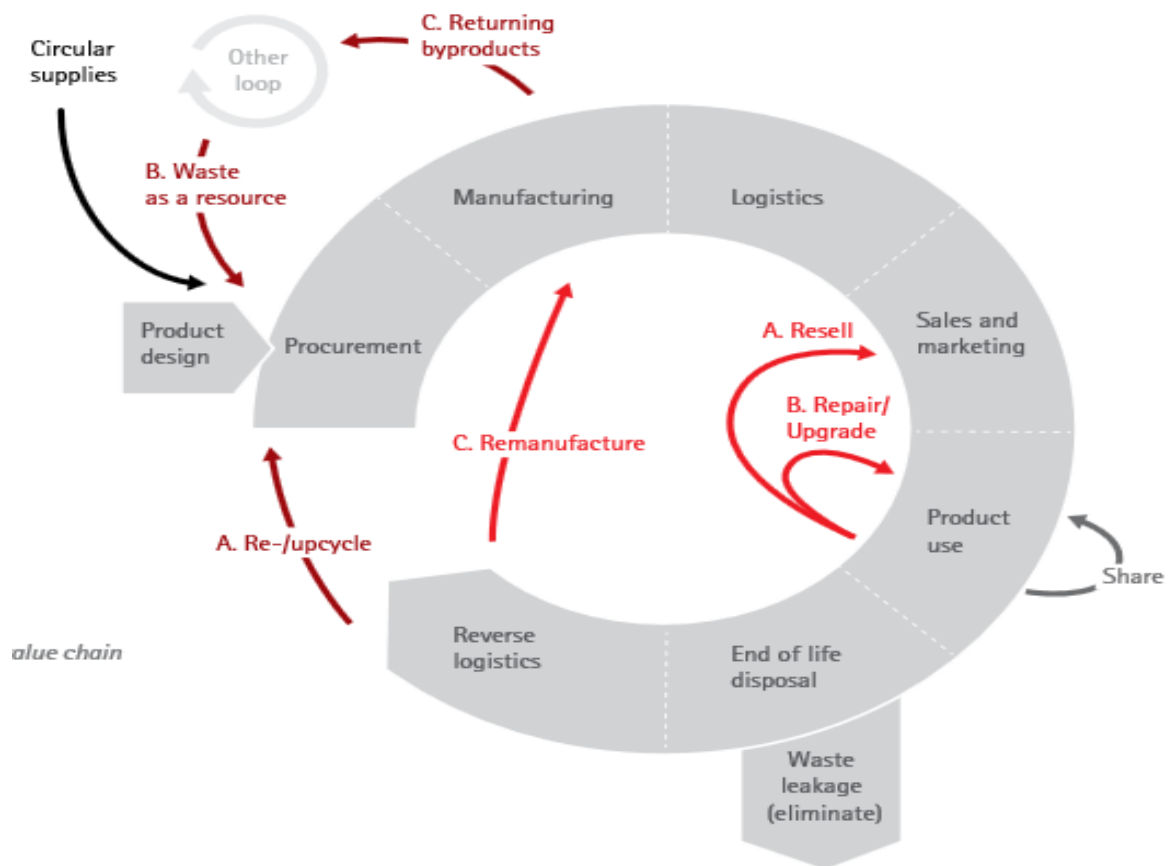 Circular
supplies
Other
loop
C. Returning
byproducts
B. Waste
as a resource
Manufacturing
Logistics
Product
design
Procurement
Sales and
marketing
A. Resell
B. Repair/
Upgrade
C. Remanufacture
A. Re-/upcycle
Product
use
Share
Reverse
logistics
End of life
disposal
alue chain
Waste
leakage
(eliminate)